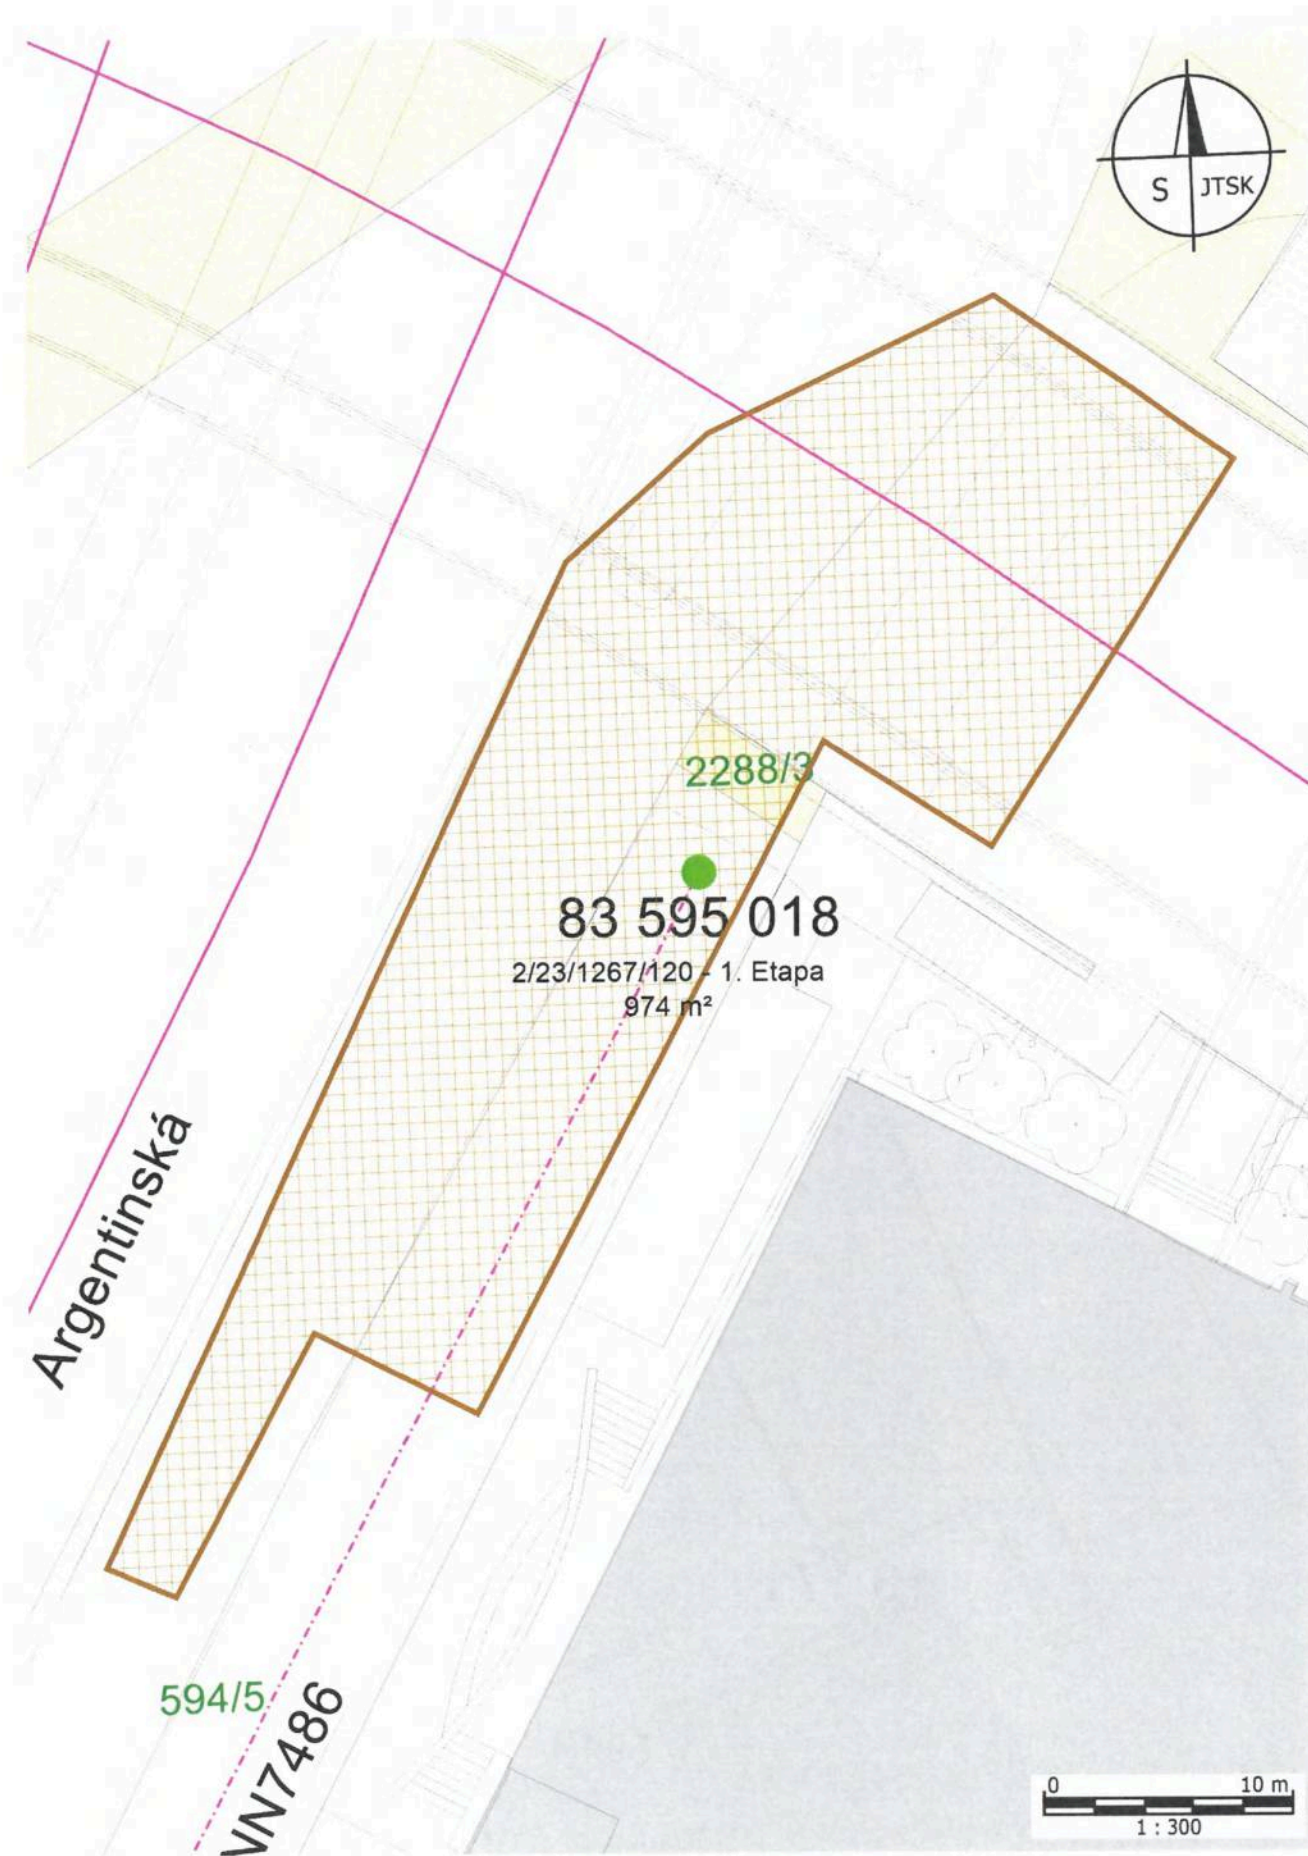 S JTSK
2288/3
83 595 018
2/23/1267/120 - 1. Etapa
974 m²
Argentinská
594/5
NN7486
0 10 m
1 : 300